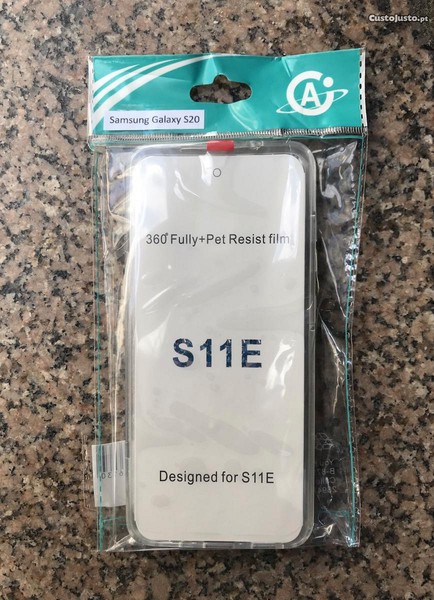 CustoJusto.pt
Samsung Galaxy S20
A
360° Fully+Pet Resist film
S11E
Designed for S11E